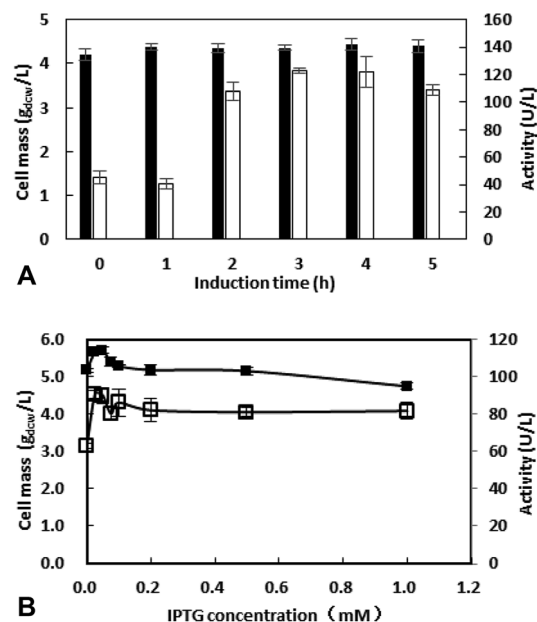 5 160
4 140
120
3 100
80
2 60
1 40
20
0 0
Cell mass (gdcw/L)
Activity (U/L)
0 1 2 3 4 5
Induction time (h)
A
6.0 120
5.0 100
4.0 80
3.0 60
2.0 40
1.0 20
0.0 0
Cell mass (gdcw/L)
Activity (U/L)
0.0 0.2 0.4 0.6 0.8 1.0 1.2
IPTG concentration（mM）
B